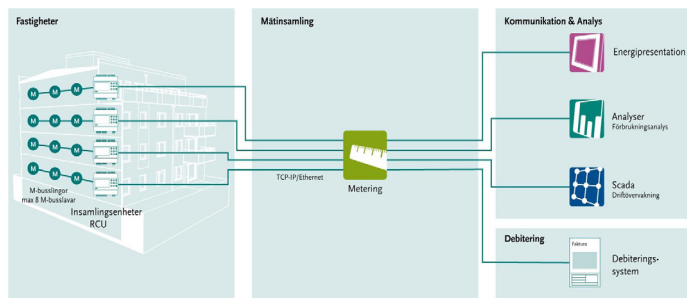 Fastigheter
M M M
M M M
M M M
M M M
M-busslingor
max 8 M-busslavar
Insamlingsenheter
RCU
Mätinsamling
TCP-IP/Ethernet
Metering
Kommunikation & Analys
Energipresentation
Analyser
Förbrukningsanalys
Scada
Driftövervakning
Debitering
Faktura
Debiterings-
system